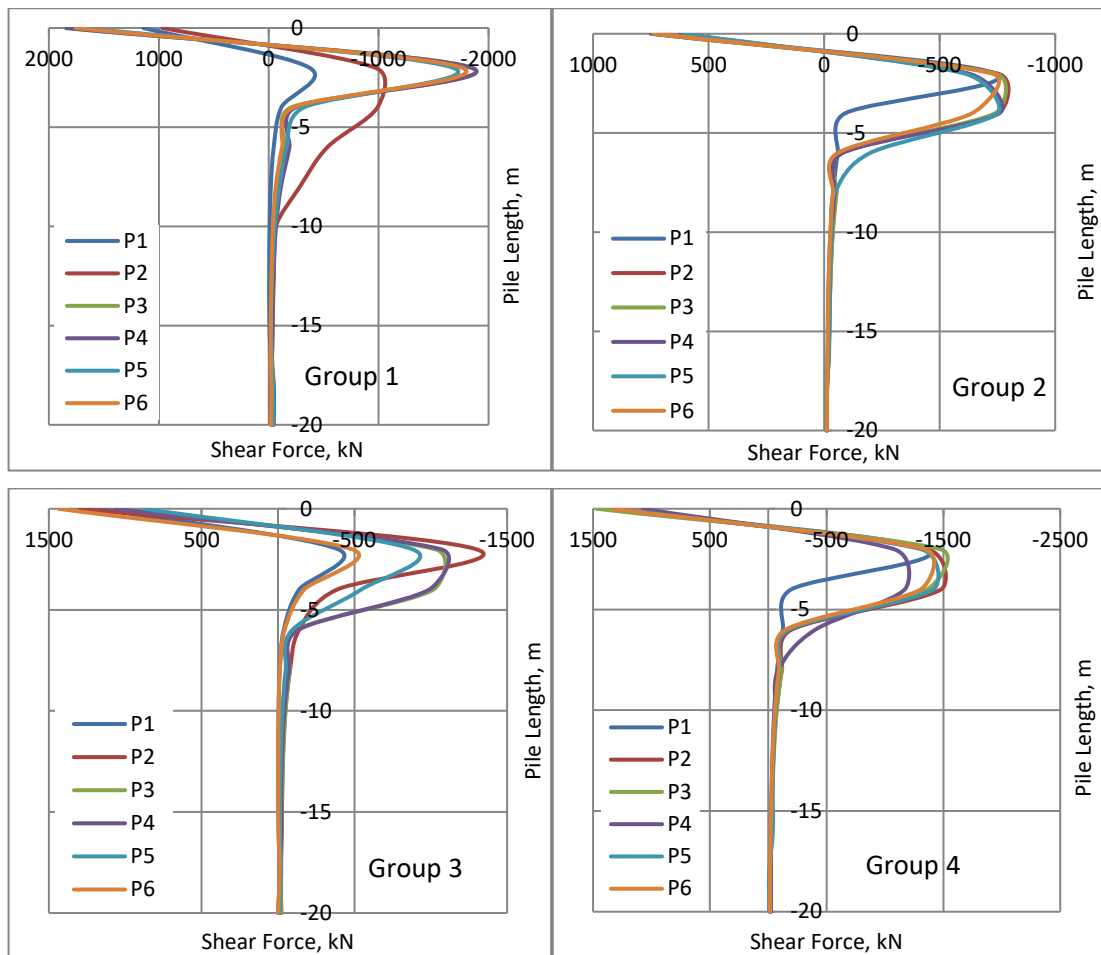 0
2000 1000 0 -1000 -2000
-5
-10
-15
-20
P1
P2
P3
P4
P5
P6
Group 1
Shear Force, kN
Pile Length, m
0
1000 500 0 -500 -1000
-5
-10
-15
-20
P1
P2
P3
P4
P5
P6
Group 2
Shear Force, kN
Pile Length, m
0
1500 500 -500 -1500
-5
-10
-15
-20
P1
P2
P3
P4
P5
P6
Group 3
Shear Force, kN
Pile Length, m
0
1500 500 -500 -1500 -2500
-5
-10
-15
-20
P1
P2
P3
P4
P5
P6
Group 4
Shear Force, kN
Pile Length, m